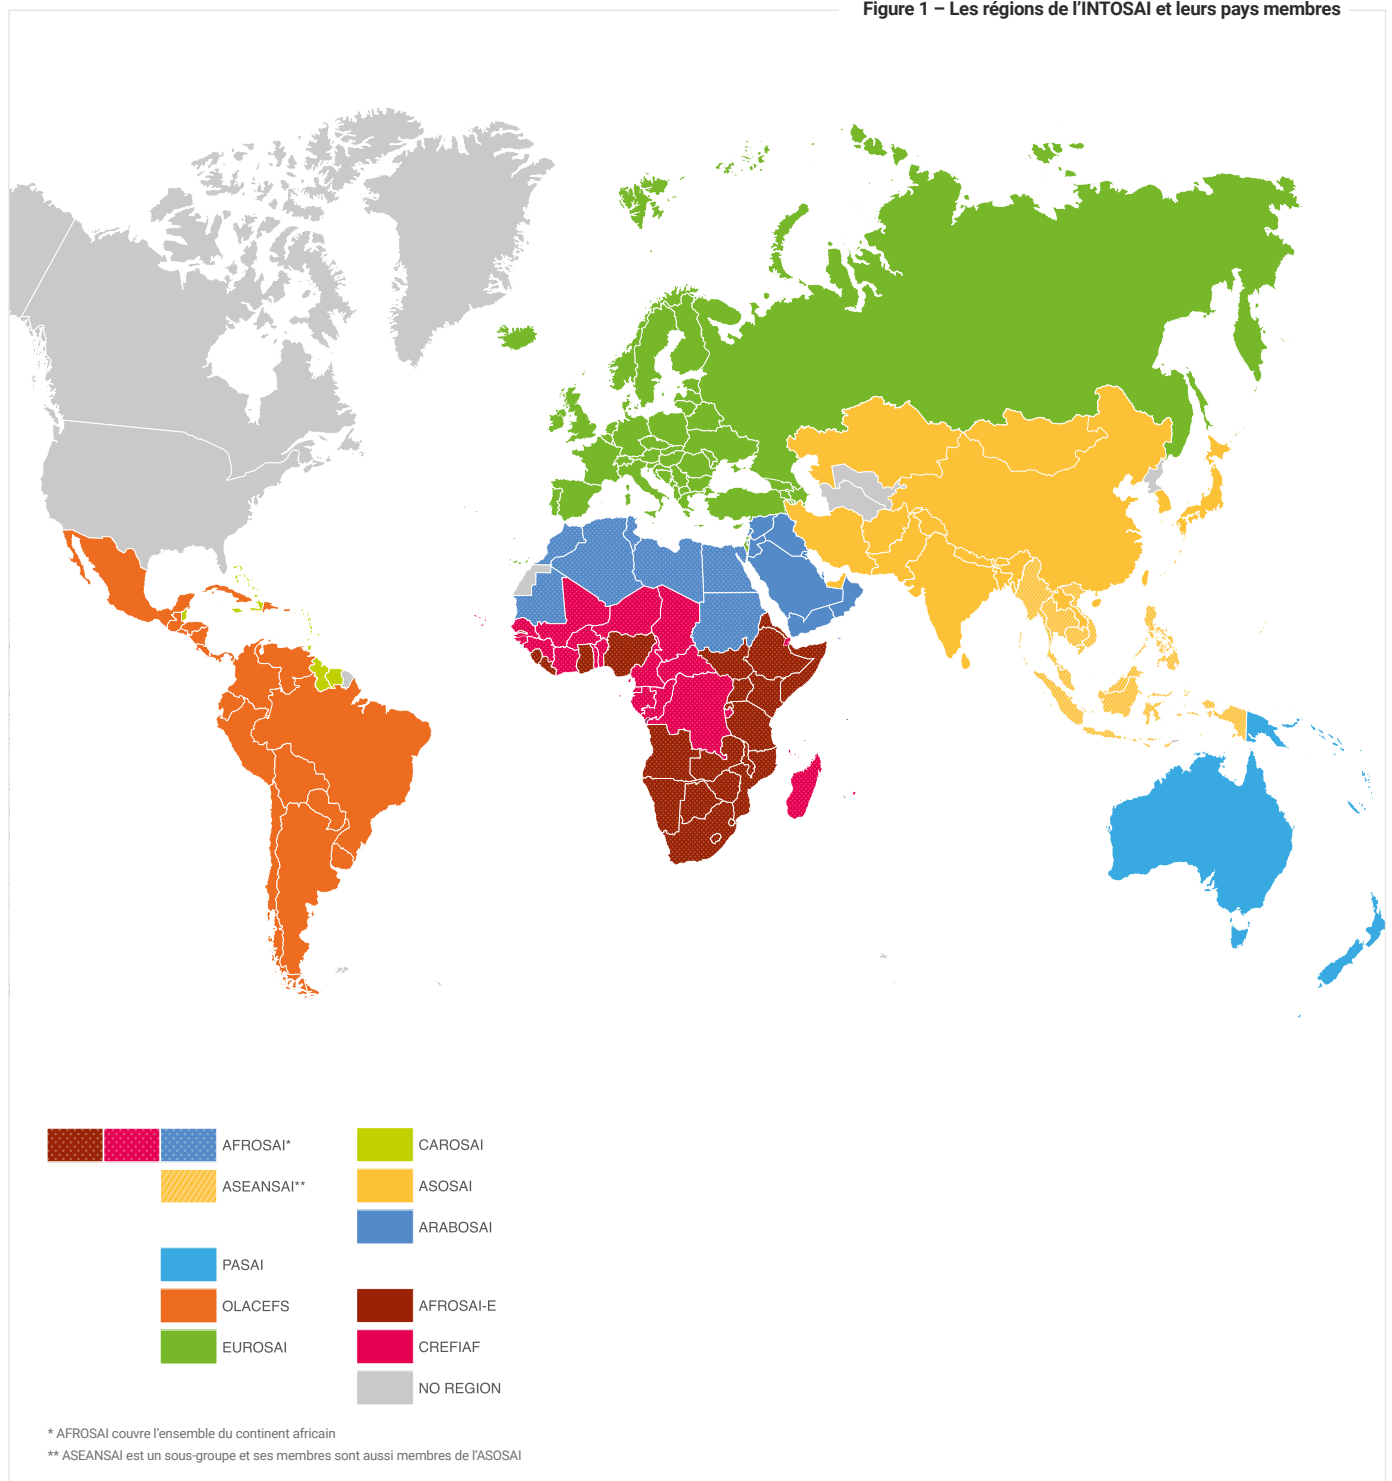 Figure 1 – Les régions de l'INTOSAI et leurs pays membres
AFROSAI*
ASEANSAI**
PASAI
OLACEFS
EUROSAI
CAROSAI
ASOSAI
ARABOSAI
AFROSAI-E
CREFIAF
NO REGION
* AFROSAI couvre l'ensemble du continent africain
** ASEANSAI est un sous-groupe et ses membres sont aussi membres de l'ASOSAI